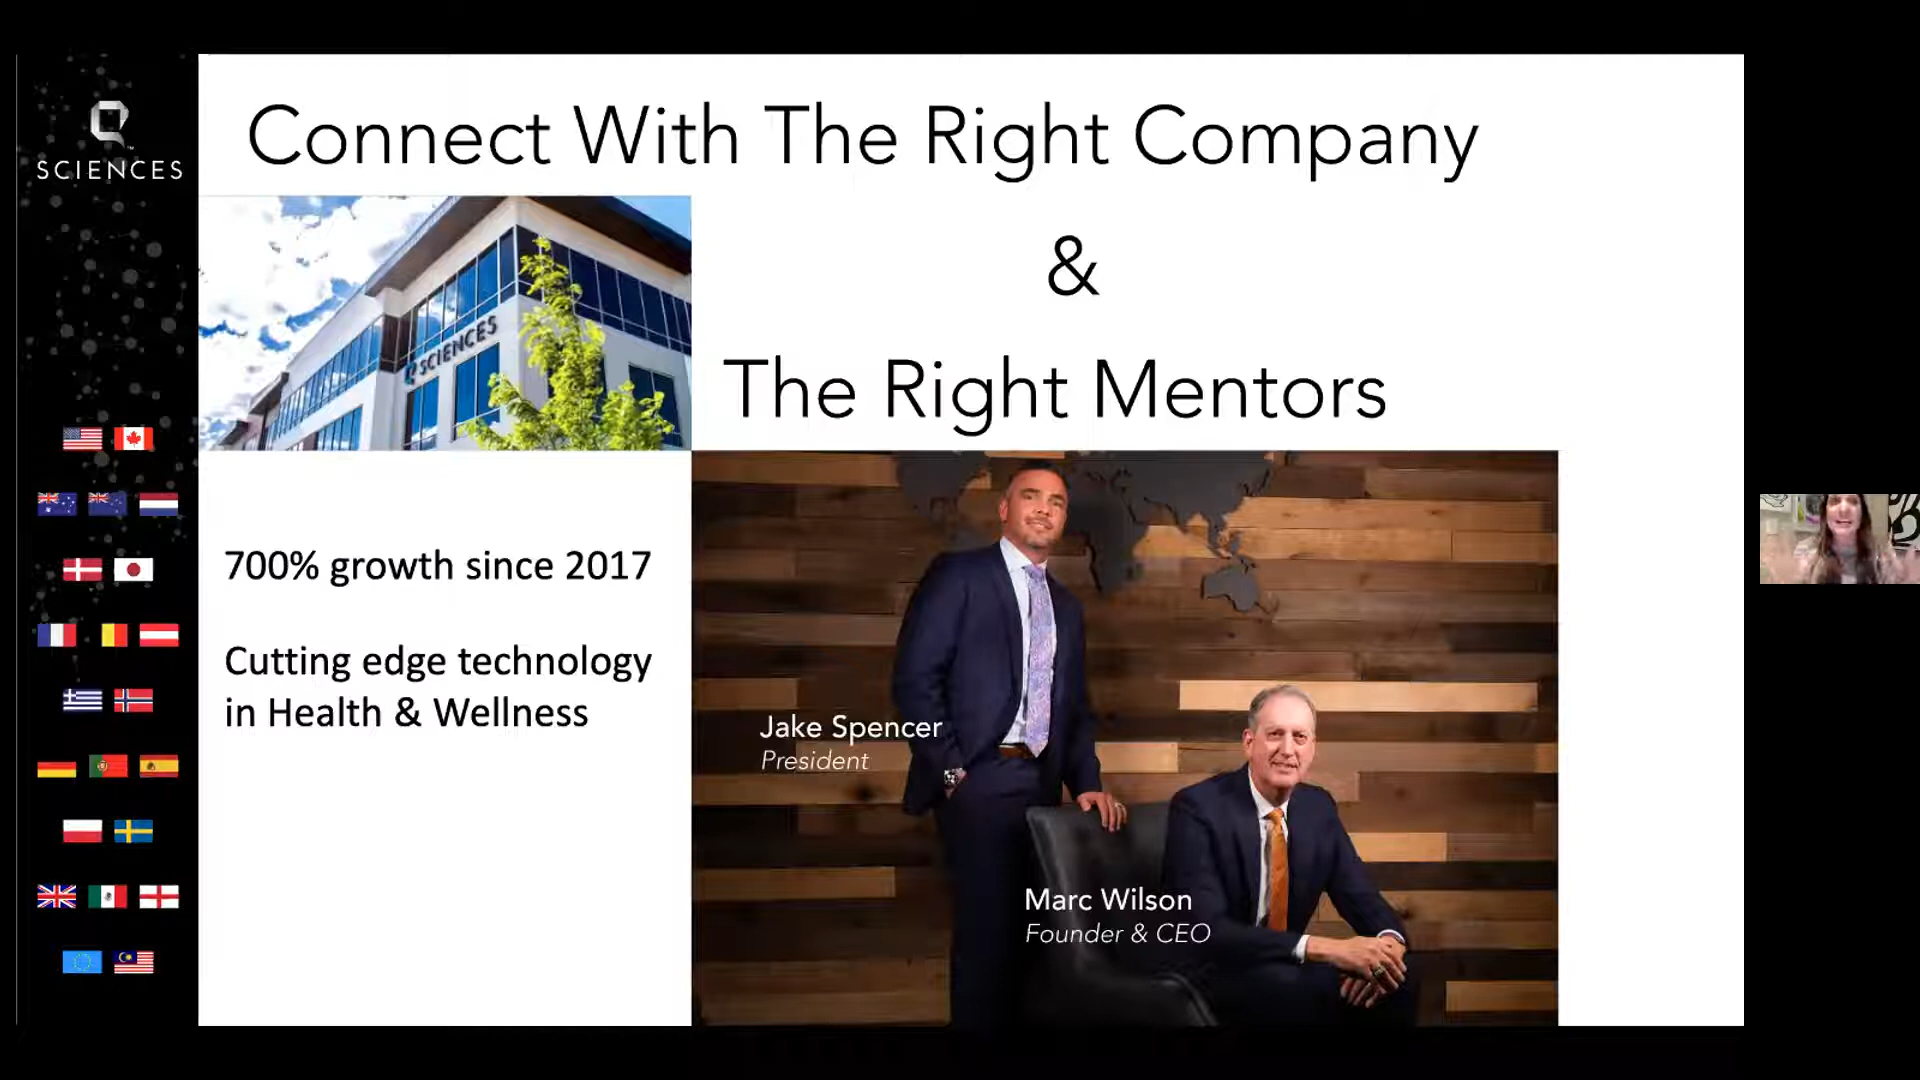 SCIENCES
Connect With The Right Company
&
The Right Mentors
SCIENCES
700% growth since 2017
Cutting edge technology
in Health & Wellness
Jake Spencer
President
Marc Wilson
Founder & CEO